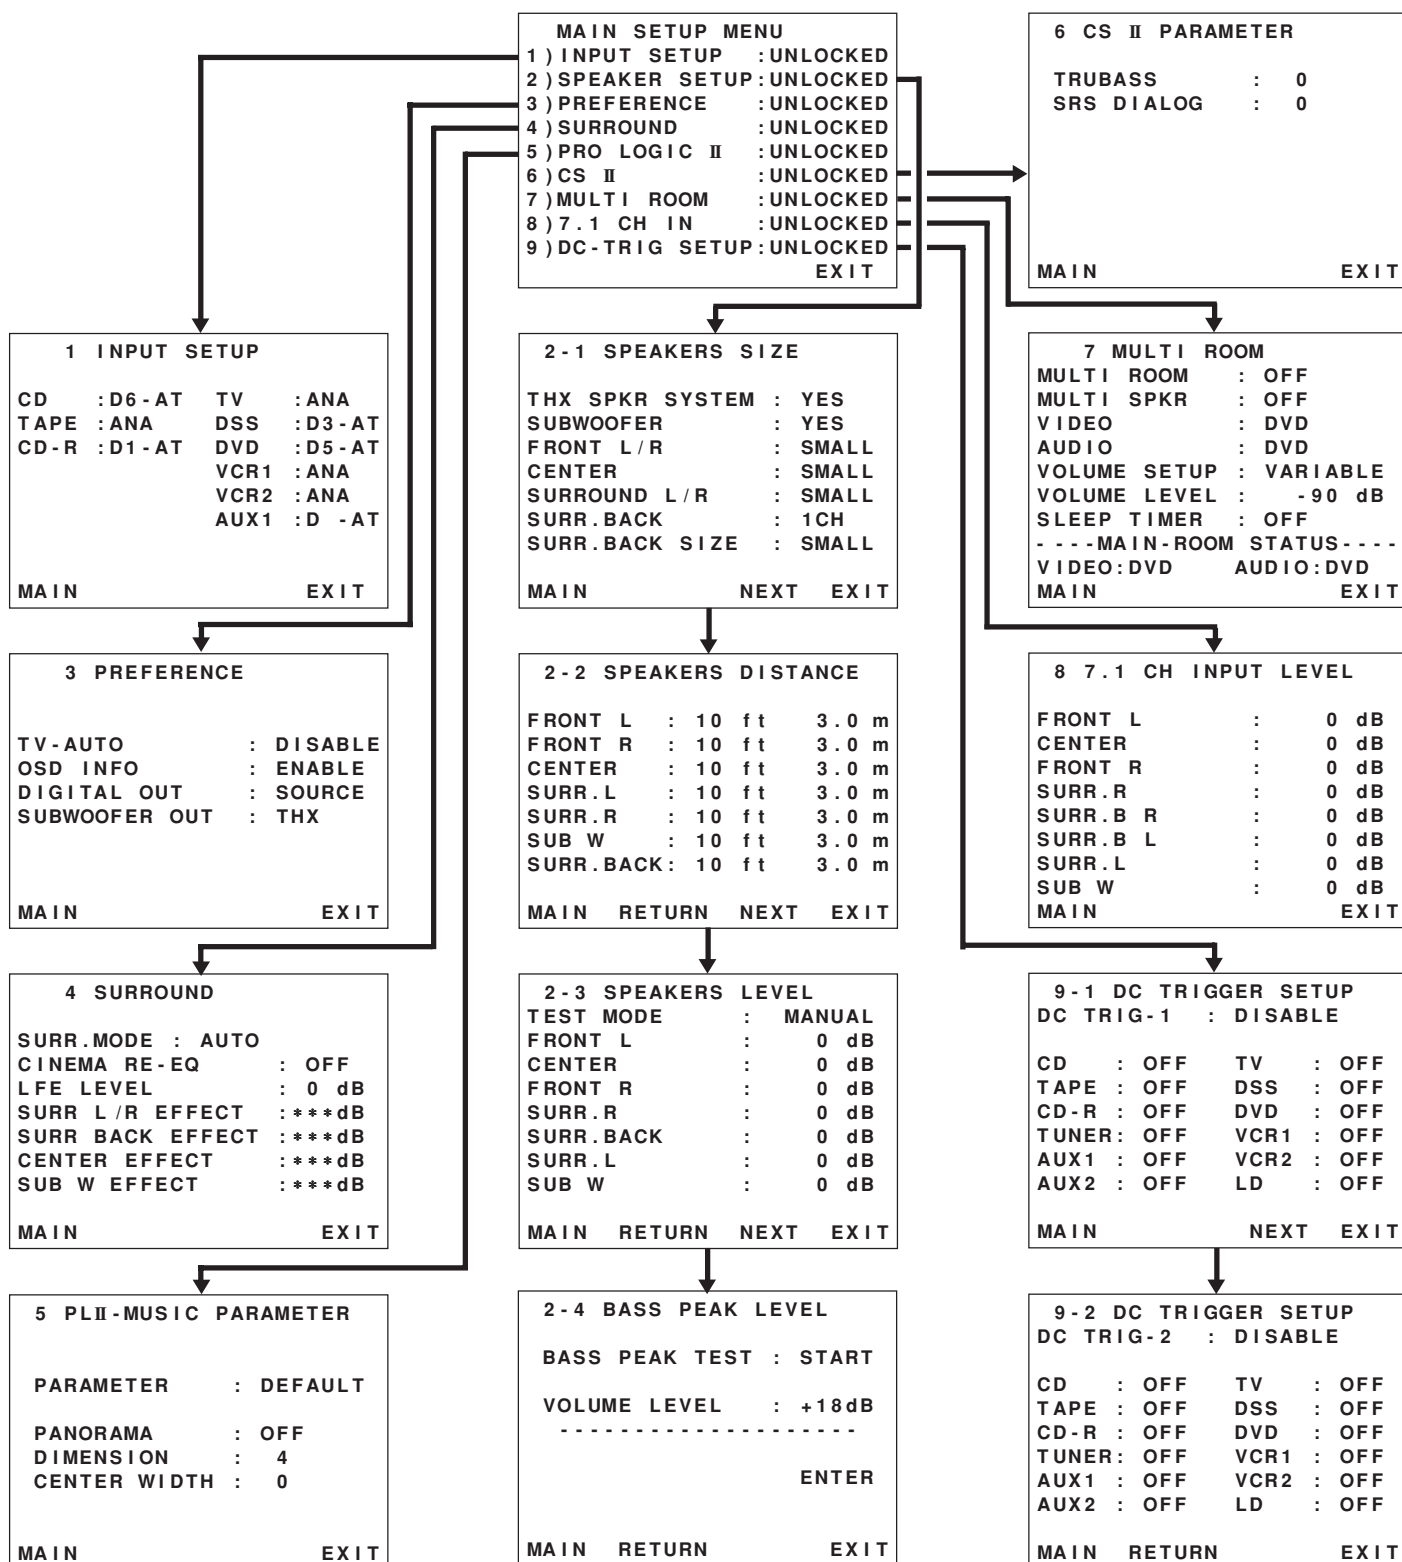 MAIN SETUP MENU
1)INPUT SETUP :UNLOCKED
2)SPEAKER SETUP:UNLOCKED
3)PREFERENCE :UNLOCKED
4)SURROUND :UNLOCKED
5)PRO LOGIC II :UNLOCKED
6)CS II :UNLOCKED
7)MULTI ROOM :UNLOCKED
8)7.1 CH IN :UNLOCKED
9)DC-TRIG SETUP:UNLOCKED
EXIT
6 CS II PARAMETER
TRUBASS : 0
SRS DIALOG : 0
MAIN EXIT
1 INPUT SETUP
CD :D6-AT TV :ANA
TAPE :ANA DSS :D3-AT
CD-R :D1-AT DVD :D5-AT
VCR1 :ANA
VCR2 :ANA
AUX1 :D -AT
MAIN EXIT
2-1 SPEAKERS SIZE
THX SPKR SYSTEM : YES
SUBWOOFER : YES
FRONT L/R : SMALL
CENTER : SMALL
SURROUND L/R : SMALL
SURR.BACK : 1CH
SURR.BACK SIZE : SMALL
MAIN NEXT EXIT
7 MULTI ROOM
MULTI ROOM : OFF
MULTI SPKR : OFF
VIDEO : DVD
AUDIO : DVD
VOLUME SETUP : VARIABLE
VOLUME LEVEL : -90 dB
SLEEP TIMER : OFF
----MAIN-ROOM STATUS----
VIDEO:DVD AUDIO:DVD
MAIN EXIT
3 PREFERENCE
TV-AUTO : DISABLE
OSD INFO : ENABLE
DIGITAL OUT : SOURCE
SUBWOOFER OUT : THX
MAIN EXIT
2-2 SPEAKERS DISTANCE
FRONT L : 10 ft 3.0 m
FRONT R : 10 ft 3.0 m
CENTER : 10 ft 3.0 m
SURR.L : 10 ft 3.0 m
SURR.R : 10 ft 3.0 m
SUB W : 10 ft 3.0 m
SURR.BACK: 10 ft 3.0 m
MAIN RETURN NEXT EXIT
8 7.1 CH INPUT LEVEL
FRONT L : 0 dB
CENTER : 0 dB
FRONT R : 0 dB
SURR.R : 0 dB
SURR.B R : 0 dB
SURR.B L : 0 dB
SURR.L : 0 dB
SUB W : 0 dB
MAIN EXIT
4 SURROUND
SURR.MODE : AUTO
CINEMA RE-EQ : OFF
LFE LEVEL : 0 dB
SURR L/R EFFECT :***dB
SURR BACK EFFECT :***dB
CENTER EFFECT :***dB
SUB W EFFECT :***dB
MAIN EXIT
2-3 SPEAKERS LEVEL
TEST MODE : MANUAL
FRONT L : 0 dB
CENTER : 0 dB
FRONT R : 0 dB
SURR.R : 0 dB
SURR.BACK : 0 dB
SURR.L : 0 dB
SUB W : 0 dB
MAIN RETURN NEXT EXIT
9-1 DC TRIGGER SETUP
DC TRIG-1 : DISABLE
CD : OFF TV : OFF
TAPE : OFF DSS : OFF
CD-R : OFF DVD : OFF
TUNER: OFF VCR1 : OFF
AUX1 : OFF VCR2 : OFF
AUX2 : OFF LD : OFF
MAIN NEXT EXIT
5 PLII-MUSIC PARAMETER
PARAMETER : DEFAULT
PANORAMA : OFF
DIMENSION : 4
CENTER WIDTH : 0
MAIN EXIT
2-4 BASS PEAK LEVEL
BASS PEAK TEST : START
VOLUME LEVEL : +18dB
--------------------
ENTER
MAIN RETURN EXIT
9-2 DC TRIGGER SETUP
DC TRIG-2 : DISABLE
CD : OFF TV : OFF
TAPE : OFF DSS : OFF
CD-R : OFF DVD : OFF
TUNER: OFF VCR1 : OFF
AUX1 : OFF VCR2 : OFF
AUX2 : OFF LD : OFF
MAIN RETURN EXIT